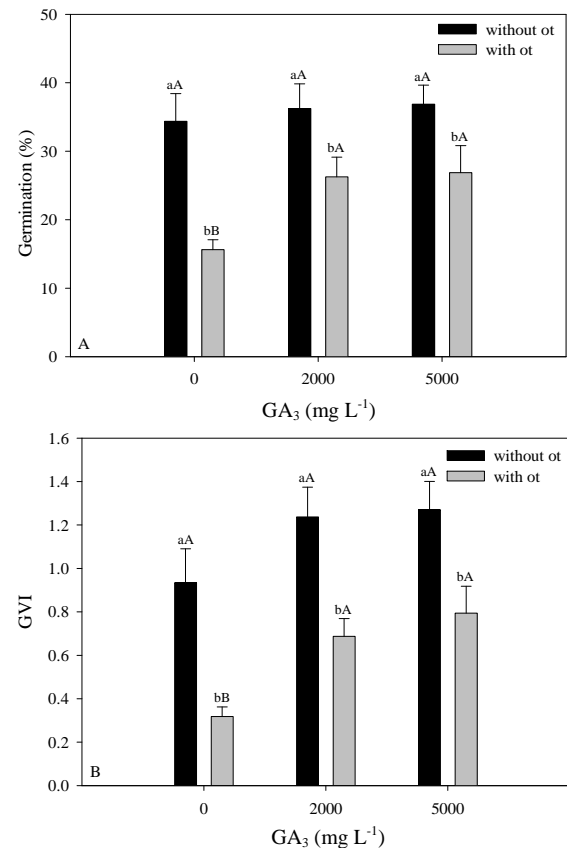 50
40
30
20
10
0
Germination (%)
without ot
with ot
aA
bB
aA
bA
aA
bA
A
0 2000 5000
GA₃ (mg L⁻¹)
1.6
1.4
1.2
1.0
0.8
0.6
0.4
0.2
0.0
GVI
without ot
with ot
aA
bB
aA
bA
aA
bA
B
0 2000 5000
GA₃ (mg L⁻¹)